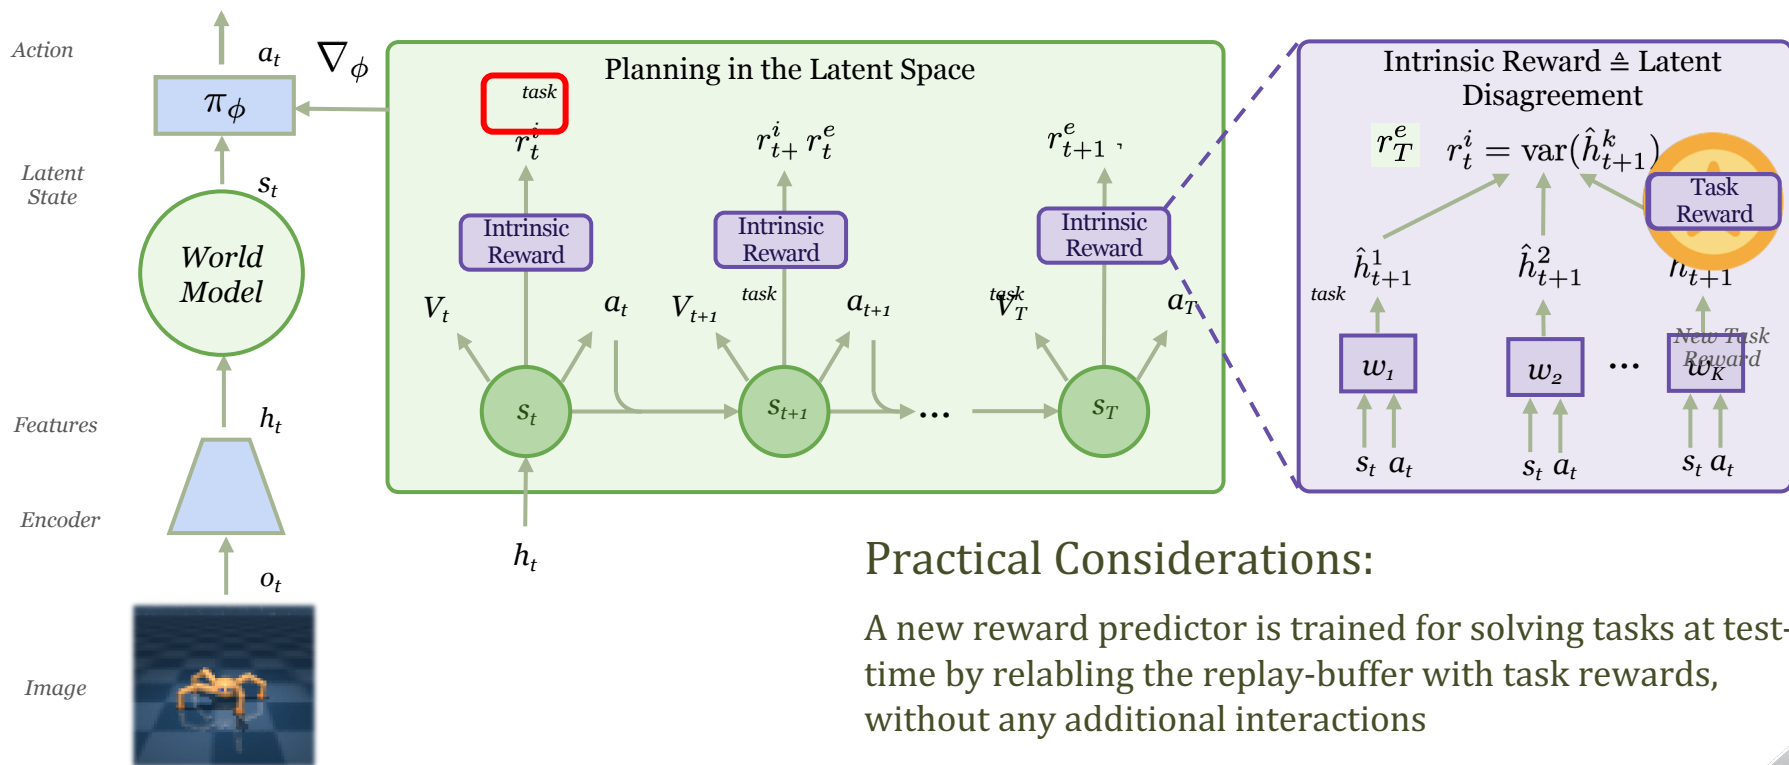 Action
a_t
∇_ϕ
π_ϕ
Latent
State
s_t
World
Model
Features
h_t
Encoder
o_t
Image
Planning in the Latent Space
task
r_t^i
r_{t+}^i r_t^e
r_{t+1}^e
Intrinsic
Reward
Intrinsic
Reward
Intrinsic
Reward
V_t
a_t
V_{t+1}
task
a_{t+1}
task
V_T
a_T
s_t
s_{t+1}
...
s_T
h_t
Intrinsic Reward ≜ Latent
Disagreement
r_T^e
r_t^i = var(ĥ_{t+1}^k)
Task
Reward
task
ĥ_{t+1}^1
ĥ_{t+1}^2
h_{t+1}
New Task
Reward
w_1
w_2
...
w_K
s_t a_t
s_t a_t
s_t a_t
Practical Considerations:
A new reward predictor is trained for solving tasks at test-
time by relabling the replay-buffer with task rewards,
without any additional interactions